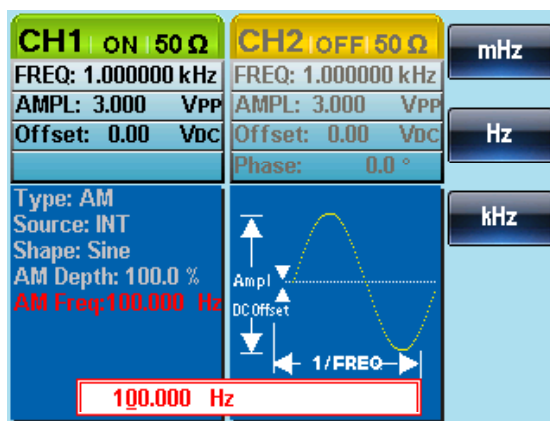 CH1 ON 50 Ω
FREQ: 1.000000 kHz
AMPL: 3.000 VPP
Offset: 0.00 VDC
CH2 OFF 50 Ω
FREQ: 1.000000 kHz
AMPL: 3.000 VPP
Offset: 0.00 VDC
Phase: 0.0 °
Type: AM
Source: INT
Shape: Sine
AM Depth: 100.0 %
AM Freq:100.000 Hz
Ampl
DC Offset
1/FREQ
100.000 Hz
mHz
Hz
kHz